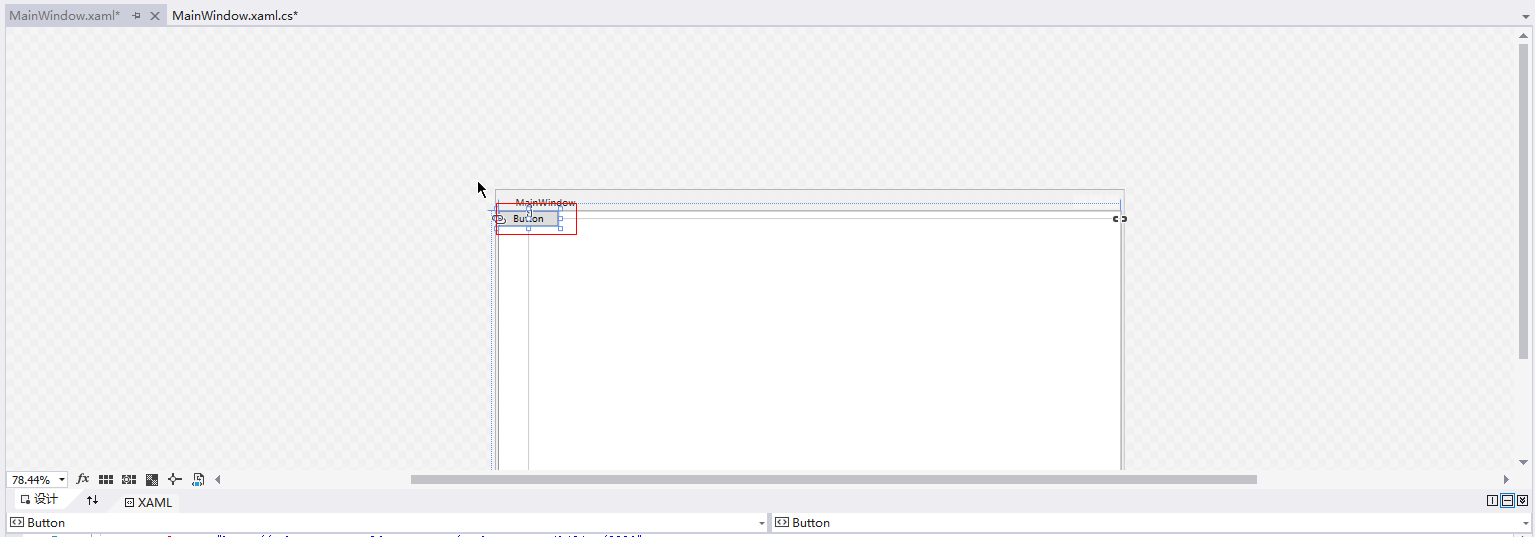 MainWindow.xaml* MainWindow.xaml.cs*
MainWindow
Button
78.44% fx
设计 XAML
Button Button